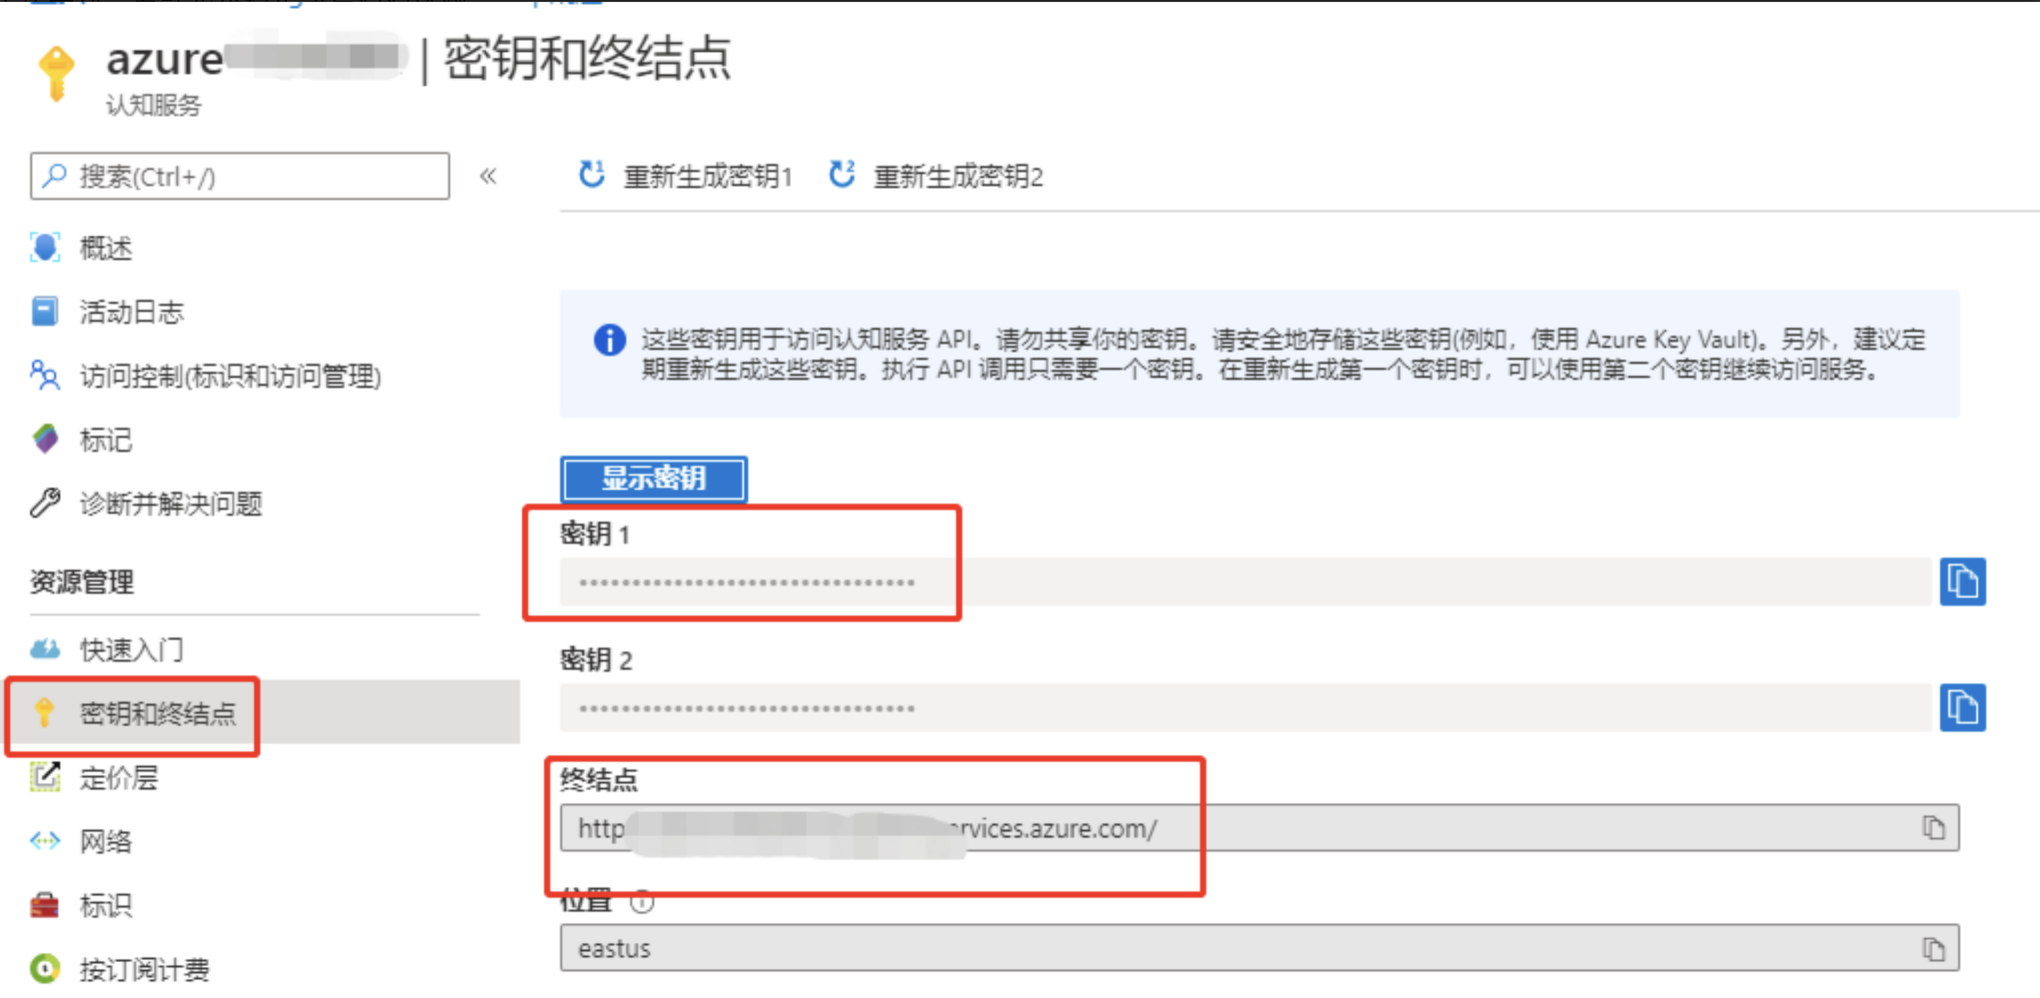 azure | 密钥和终结点
认知服务
搜索(Ctrl+/)
«
重新生成密钥1
重新生成密钥2
概述
活动日志
访问控制(标识和访问管理)
标记
诊断并解决问题
资源管理
快速入门
密钥和终结点
定价层
网络
标识
按订阅计费
这些密钥用于访问认知服务 API。请勿共享你的密钥。请安全地存储这些密钥(例如，使用 Azure Key Vault)。另外，建议定
期重新生成这些密钥。执行 API 调用只需要一个密钥。在重新生成第一个密钥时，可以使用第二个密钥继续访问服务。
显示密钥
密钥 1
••••••••••••••••••••••••••••••••
密钥 2
••••••••••••••••••••••••••••••••
终结点
http rvices.azure.com/
位置
eastus